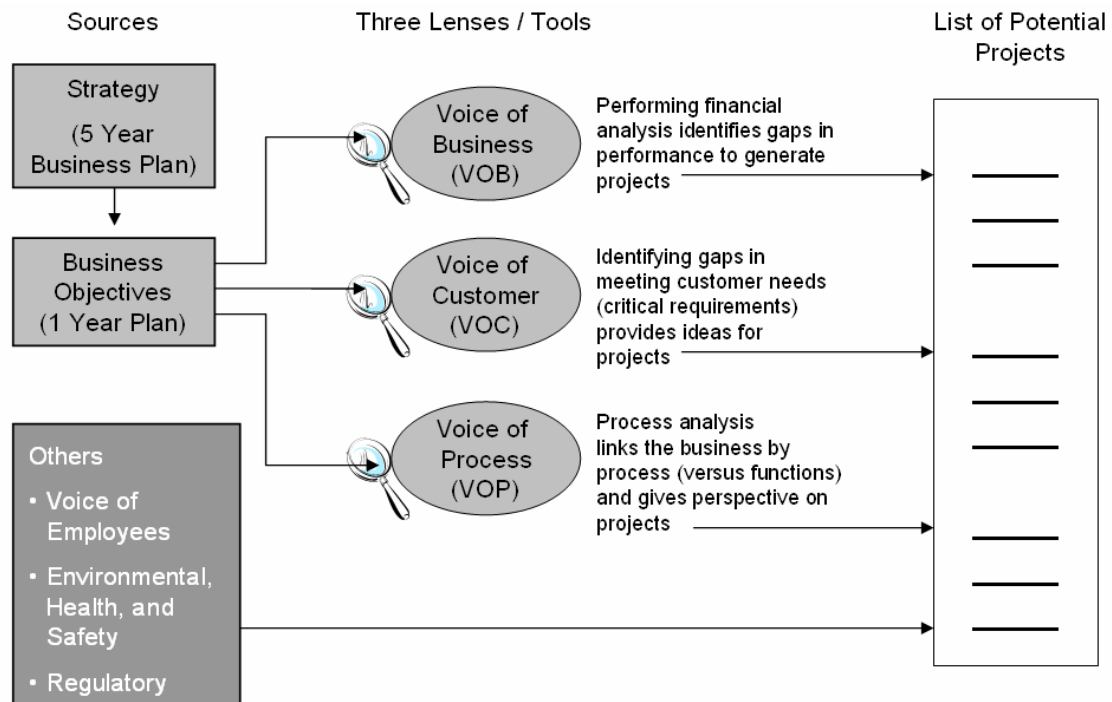 Sources
Three Lenses / Tools
List of Potential
Projects
Strategy
(5 Year
Business Plan)
Business
Objectives
(1 Year Plan)
Others
• Voice of
Employees
• Environmental,
Health, and
Safety
• Regulatory
Voice of
Business
(VOB)
Performing financial
analysis identifies gaps in
performance to generate
projects
Voice of
Customer
(VOC)
Identifying gaps in
meeting customer needs
(critical requirements)
provides ideas for
projects
Voice of
Process
(VOP)
Process analysis
links the business by
process (versus functions)
and gives perspective on
projects